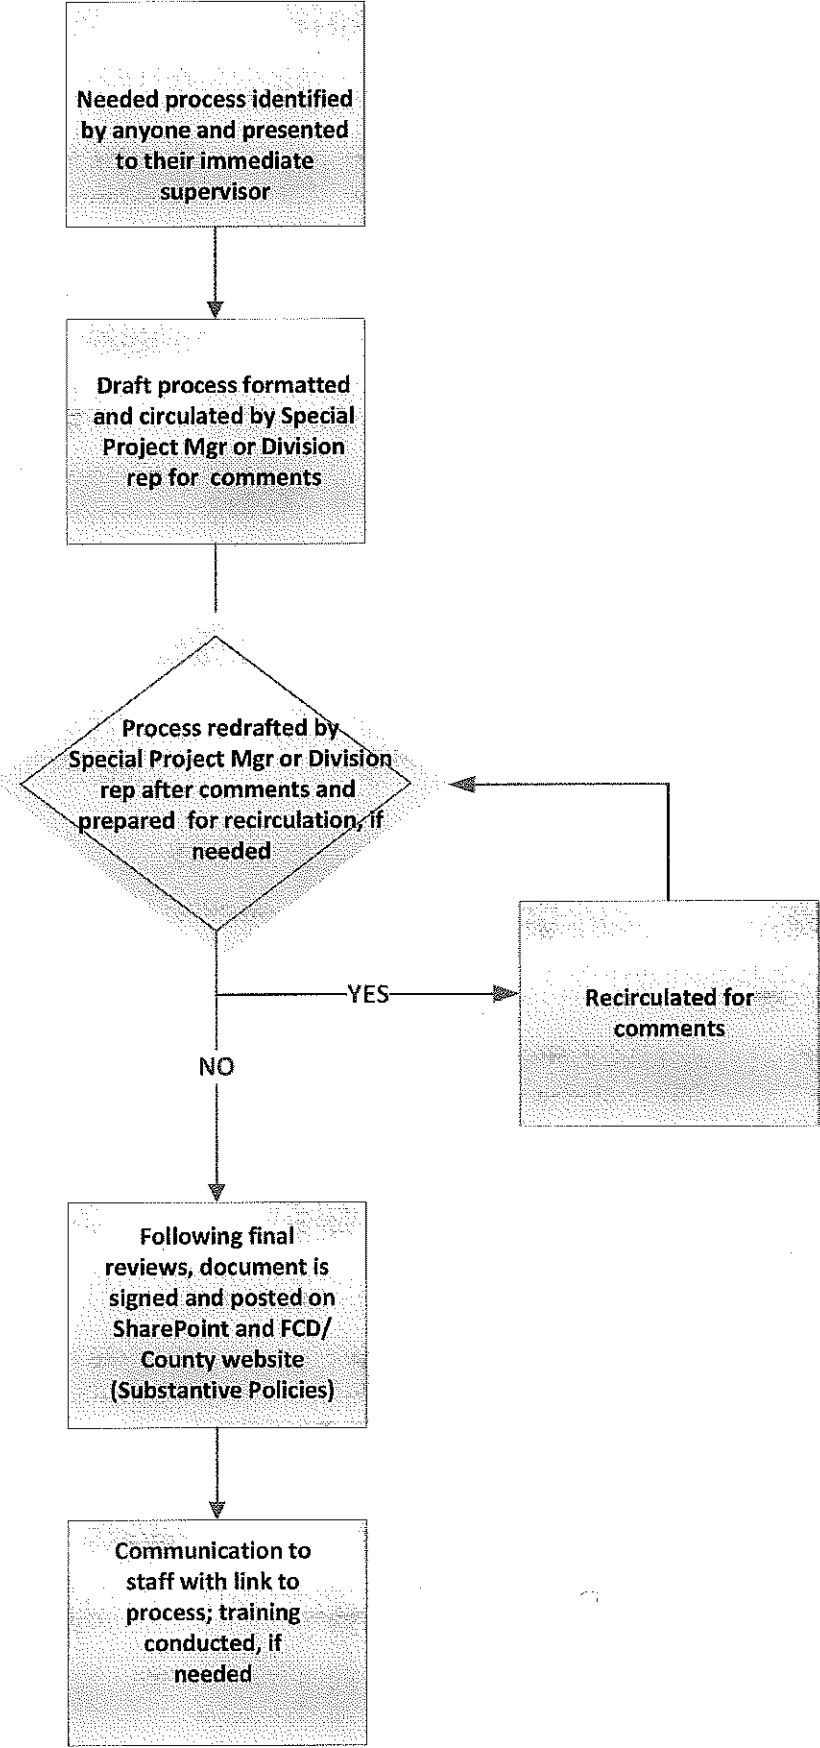 Needed process identified
by anyone and presented
to their immediate
supervisor
Draft process formatted
and circulated by Special
Project Mgr or Division
rep for comments
Process redrafted by
Special Project Mgr or Division
rep after comments and
prepared for recirculation, if
needed
YES
Recirculated for
comments
NO
Following final
reviews, document is
signed and posted on
SharePoint and FCD/
County website
(Substantive Policies)
Communication to
staff with link to
process; training
conducted, if
needed